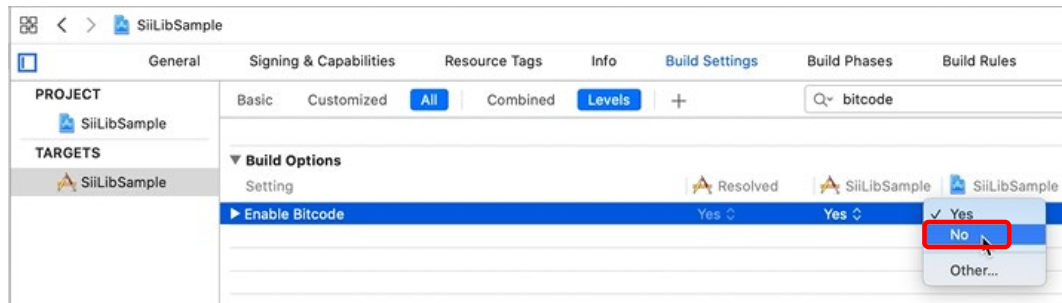 SiiLibSample
General Signing & Capabilities Resource Tags Info Build Settings Build Phases Build Rules
PROJECT
SiiLibSample
TARGETS
SiiLibSample
Basic Customized All Combined Levels + bitcode
Build Options
Setting Resolved SiiLibSample SiiLibSample
Enable Bitcode Yes Yes
✓ Yes
No
Other...